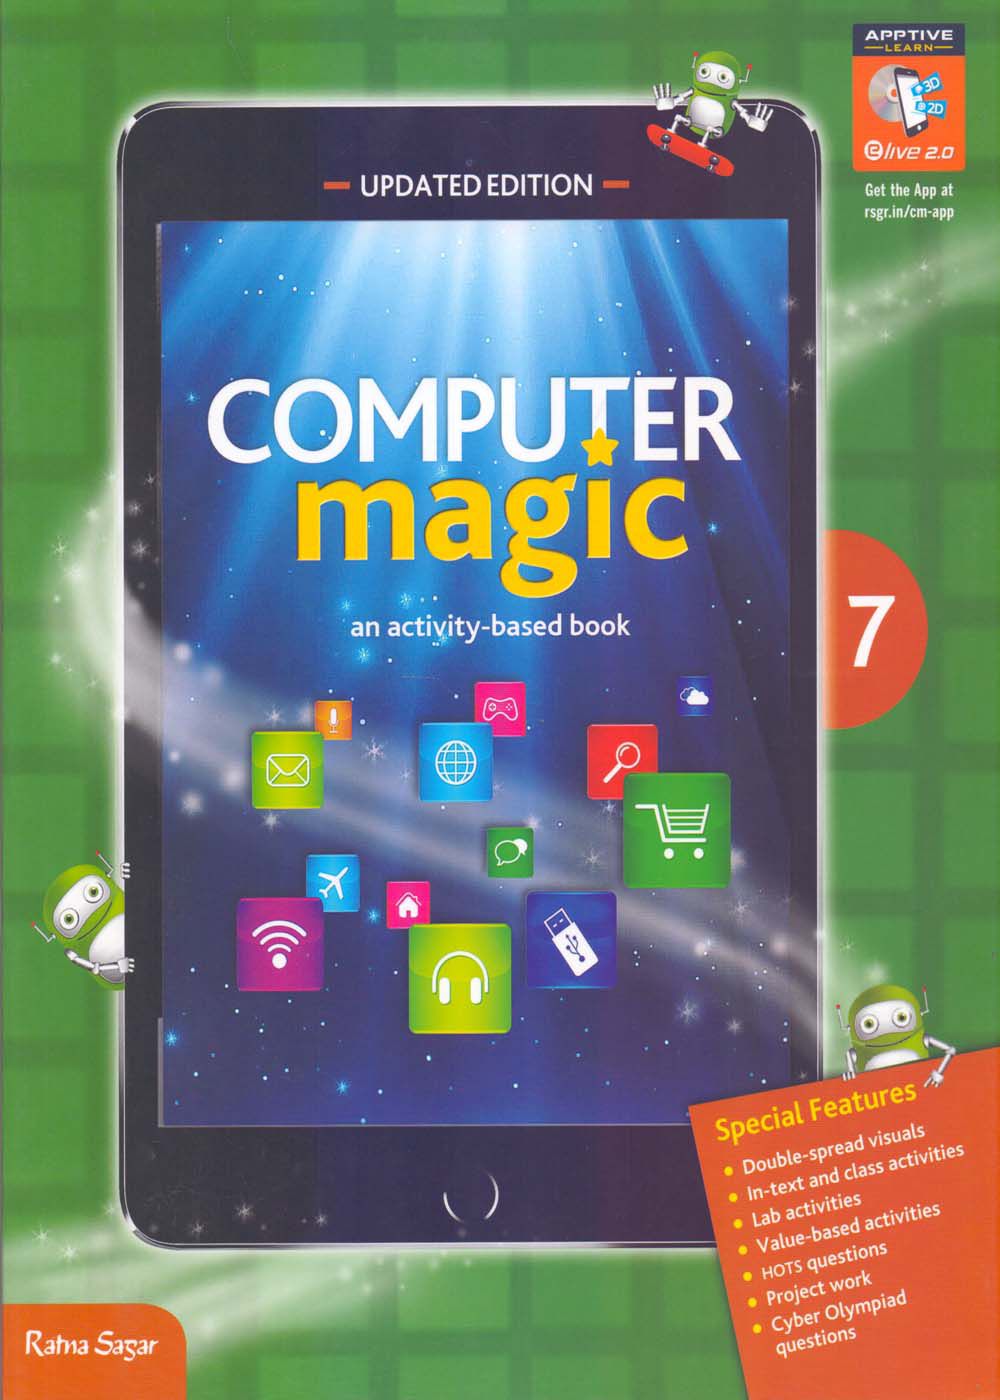 APPTIVE
LEARN
3D
2D
e live 2.0
Get the App at
rsgr.in/cm-app
UPDATED EDITION
COMPUTER
magic
an activity-based book
7
Special Features
• Double-spread visuals
• In-text and class activities
• Lab activities
• Value-based activities
• HOTS questions
• Project work
• Cyber Olympiad
questions
Ratna Sagar